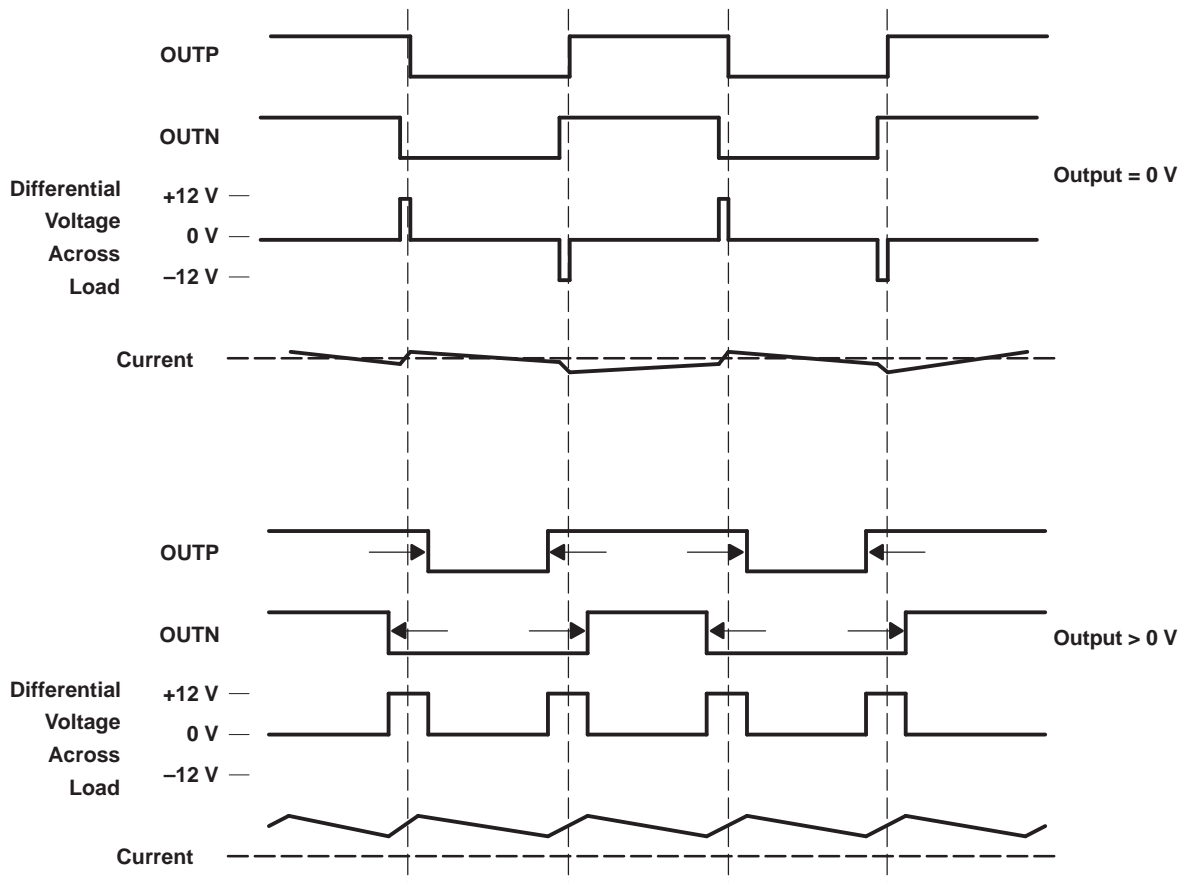 OUTP
OUTN
Output = 0 V
Differential
Voltage
Across
Load
+12 V
0 V
–12 V
Current
OUTP
OUTN
Output > 0 V
Differential
Voltage
Across
Load
+12 V
0 V
–12 V
Current